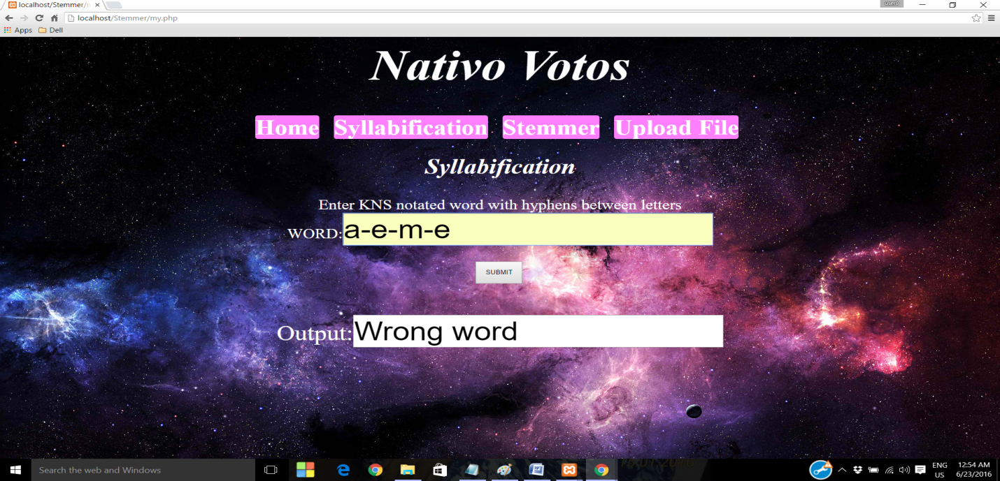 localhost/Stemmer/
user0
localhost/Stemmer/my.php
Apps Dell
Nativo Votos
Home Syllabification Stemmer Upload File
Syllabification
Enter KNS notated word with hyphens between letters
WORD:a-e-m-e
SUBMIT
Output:Wrong word
Search the web and Windows
ENG
US
12:54 AM
6/23/2016